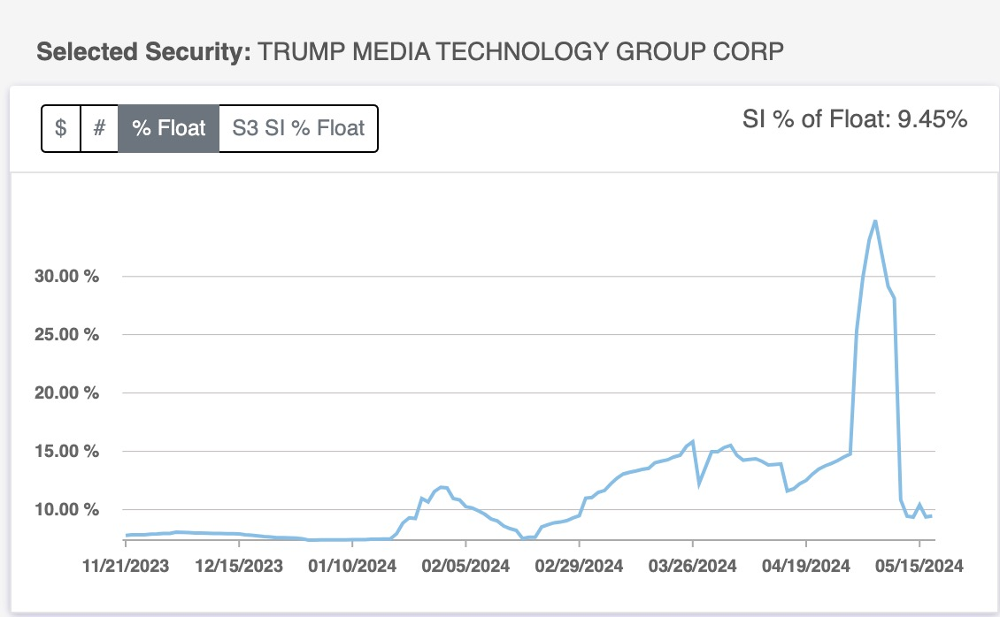 Selected Security: TRUMP MEDIA TECHNOLOGY GROUP CORP
$ # % Float S3 SI % Float
SI % of Float: 9.45%
30.00 %
25.00 %
20.00 %
15.00 %
10.00 %
11/21/2023 12/15/2023 01/10/2024 02/05/2024 02/29/2024 03/26/2024 04/19/2024 05/15/2024